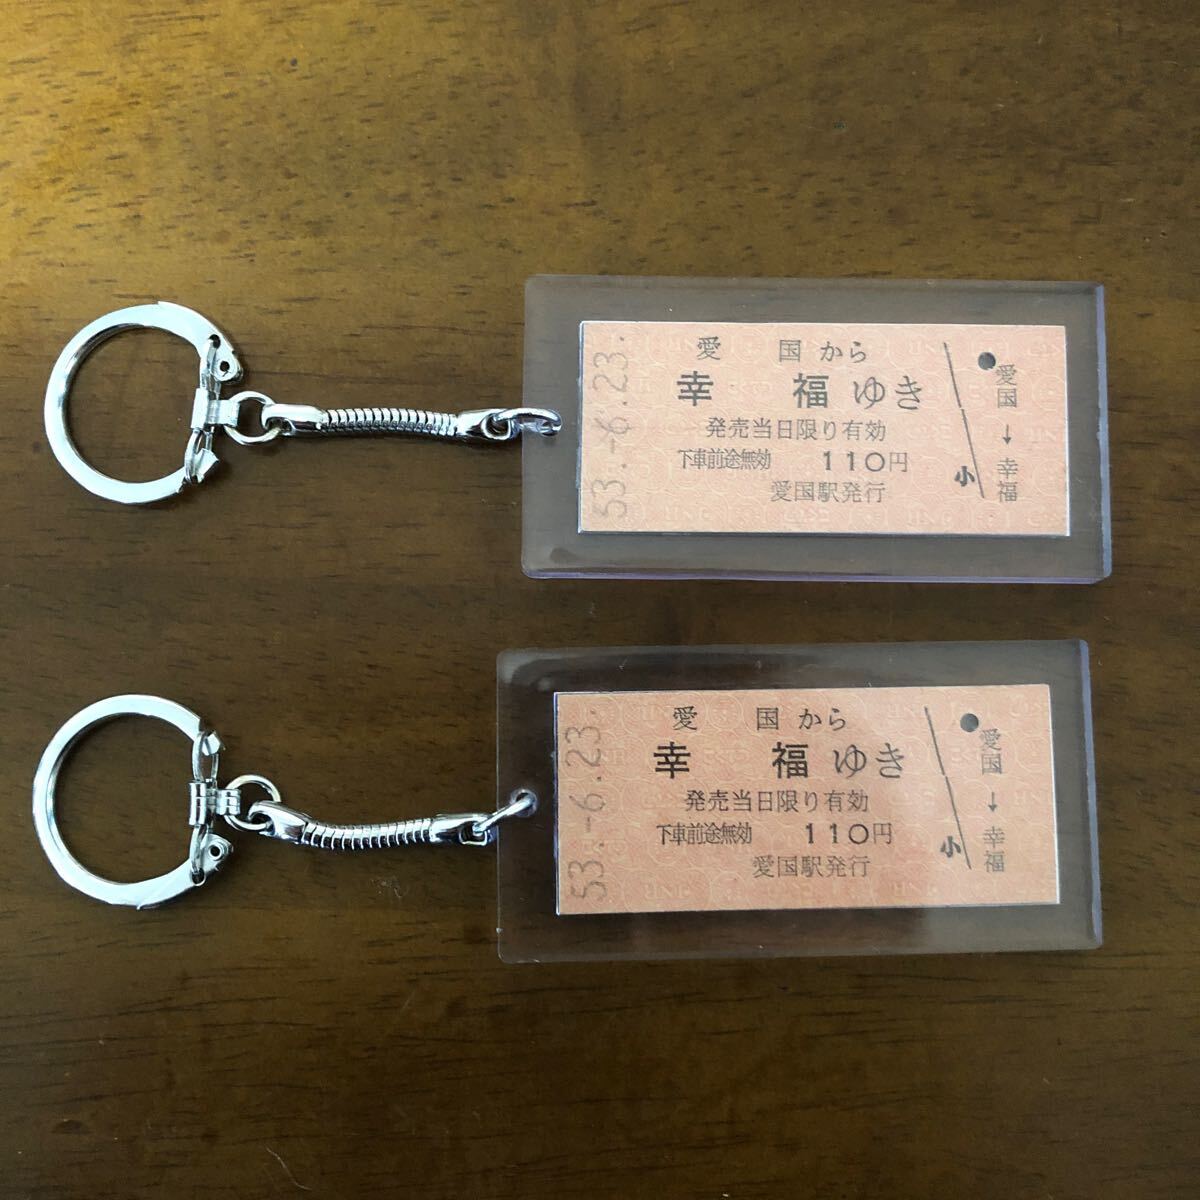 53.-6.23.
愛 国から
幸 福ゆき
発売当日限り有効
下車前途無効 110円
愛国駅発行
小
愛国→幸福
53.-6.23.
愛 国から
幸 福ゆき
発売当日限り有効
下車前途無効 110円
愛国駅発行
小
愛国→幸福